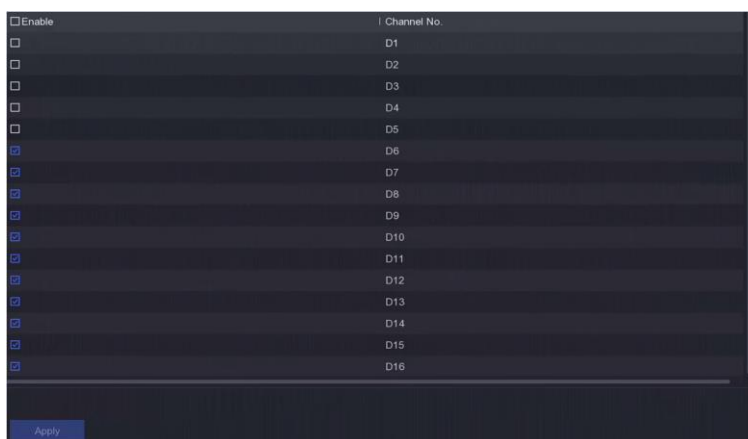 Enable Channel No.
D1
D2
D3
D4
D5
D6
D7
D8
D9
D10
D11
D12
D13
D14
D15
D16
Apply